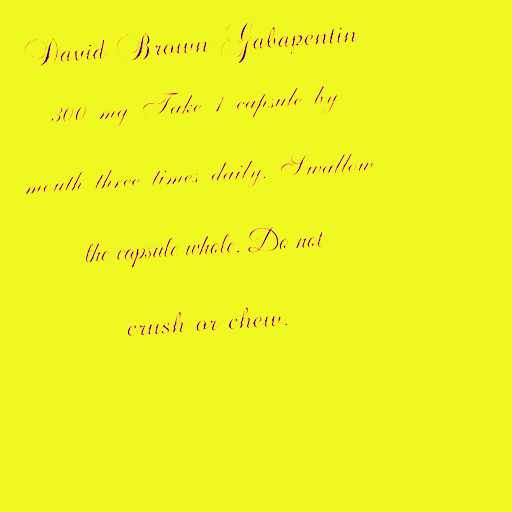 David Brown Gabapentin
300 mg Take 1 capsule by
mouth three times daily. Swallow
the capsule whole. Do not
crush or chew.